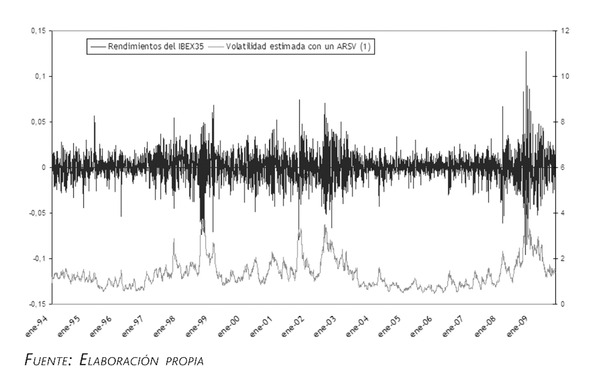 0,15
0,1
0,05
0
-0,05
-0,1
-0,15
12
10
8
6
4
2
0
Rendimientos del IBEX35
Volatilidad estimada con un ARSV (1)
ene-94
ene-95
ene-96
ene-97
ene-98
ene-99
ene-00
ene-01
ene-02
ene-03
ene-04
ene-05
ene-06
ene-07
ene-08
ene-09
FUENTE: ELABORACIÓN PROPIA